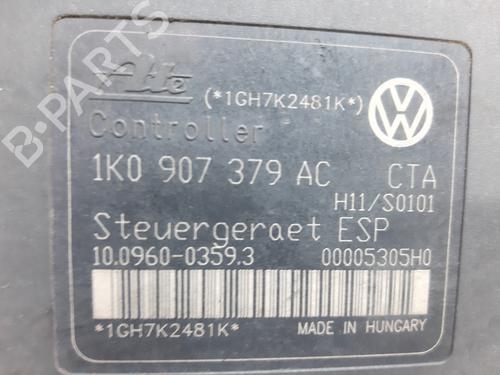 Ate (*1GH7K2481K*)
Controller
1K0 907 379 AC CTA
H11/S0101
Steuergeraet ESP
10.0960-0359.3 00005305H0
*1GH7K2481K* MADE IN HUNGARY
B-PARTS